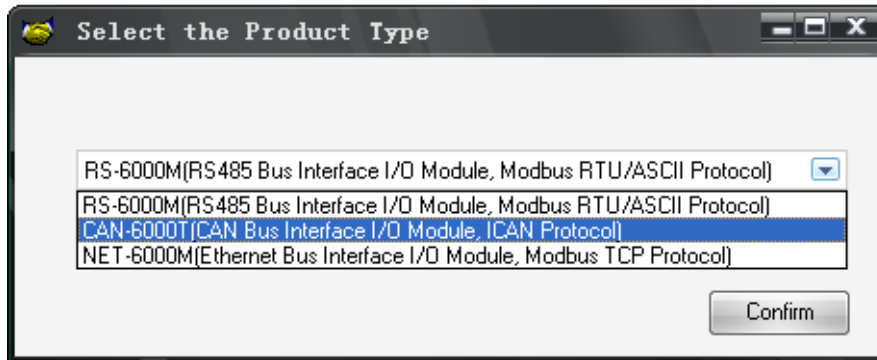 Select the Product Type
RS-6000M(RS485 Bus Interface I/O Module, Modbus RTU/ASCII Protocol)
RS-6000M(RS485 Bus Interface I/O Module, Modbus RTU/ASCII Protocol)
CAN-6000T(CAN Bus Interface I/O Module, ICAN Protocol)
NET-6000M(Ethernet Bus Interface I/O Module, Modbus TCP Protocol)
Confirm